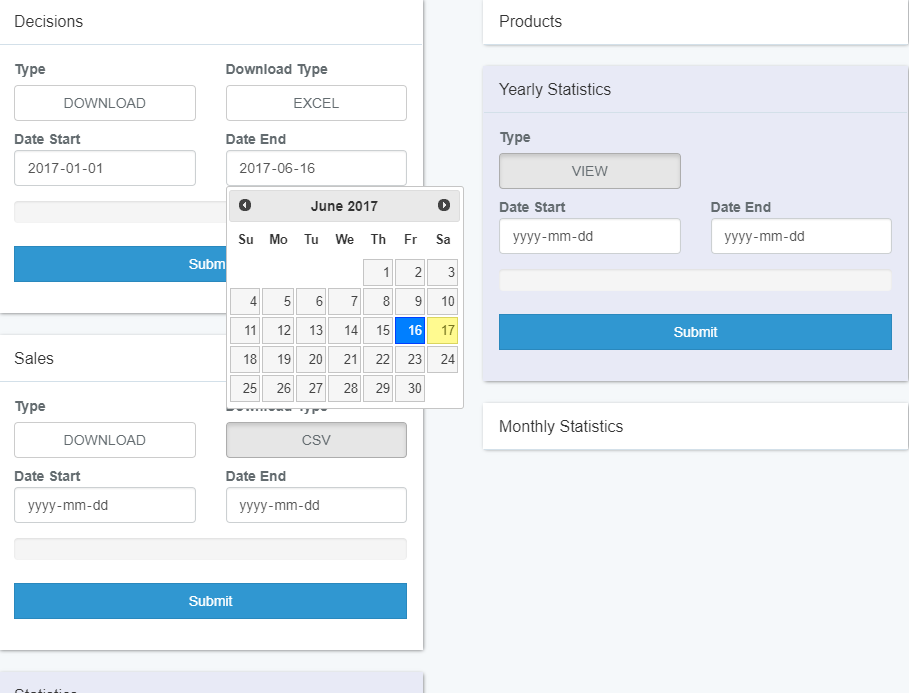 Decisions
Type Download Type
DOWNLOAD EXCEL
Date Start Date End
2017-01-01 2017-06-16
June 2017
Su Mo Tu We Th Fr Sa
1 2 3
4 5 6 7 8 9 10
11 12 13 14 15 16 17
18 19 20 21 22 23 24
25 26 27 28 29 30
Subm
Sales
Type Download Type
DOWNLOAD CSV
Date Start Date End
yyyy-mm-dd yyyy-mm-dd
Submit
Statistics
Products
Yearly Statistics
Type
VIEW
Date Start Date End
yyyy-mm-dd yyyy-mm-dd
Submit
Monthly Statistics